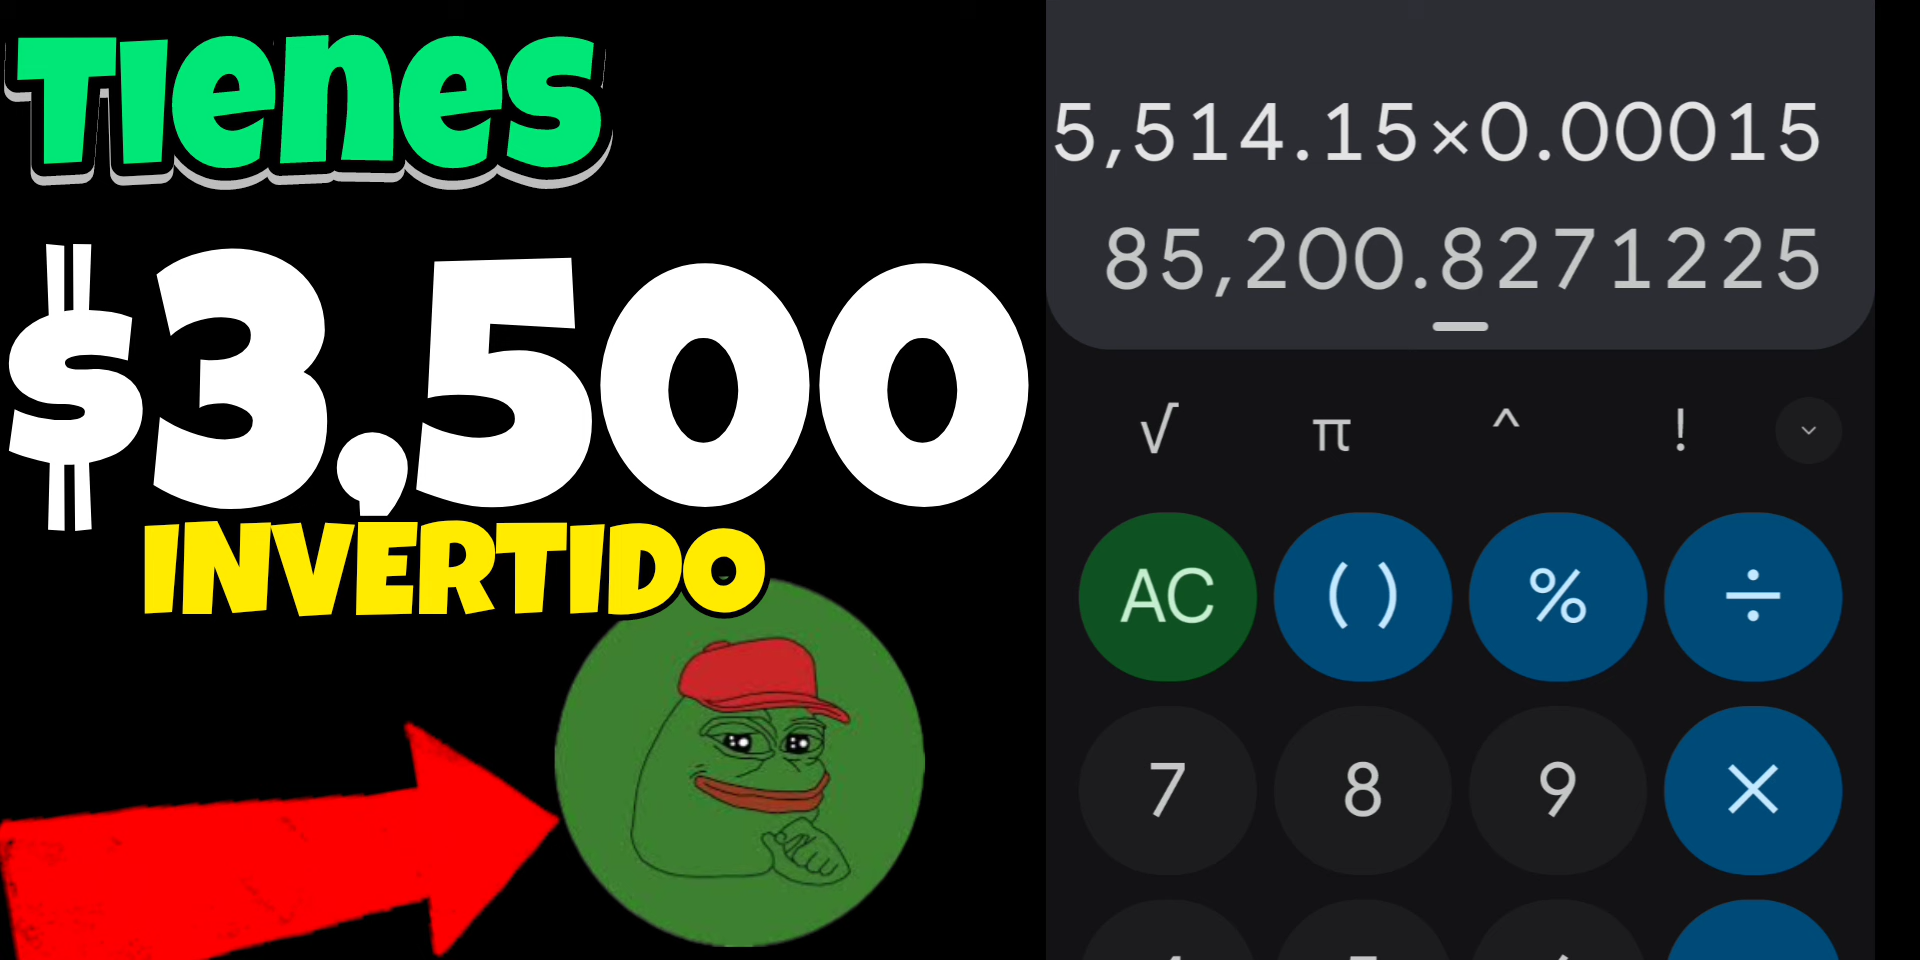 TIENES
$3,500
INVERTIDO
5,514.15×0.00015
85,200.8271225
√ π ^ !
AC ( ) % ÷
7 8 9 ×